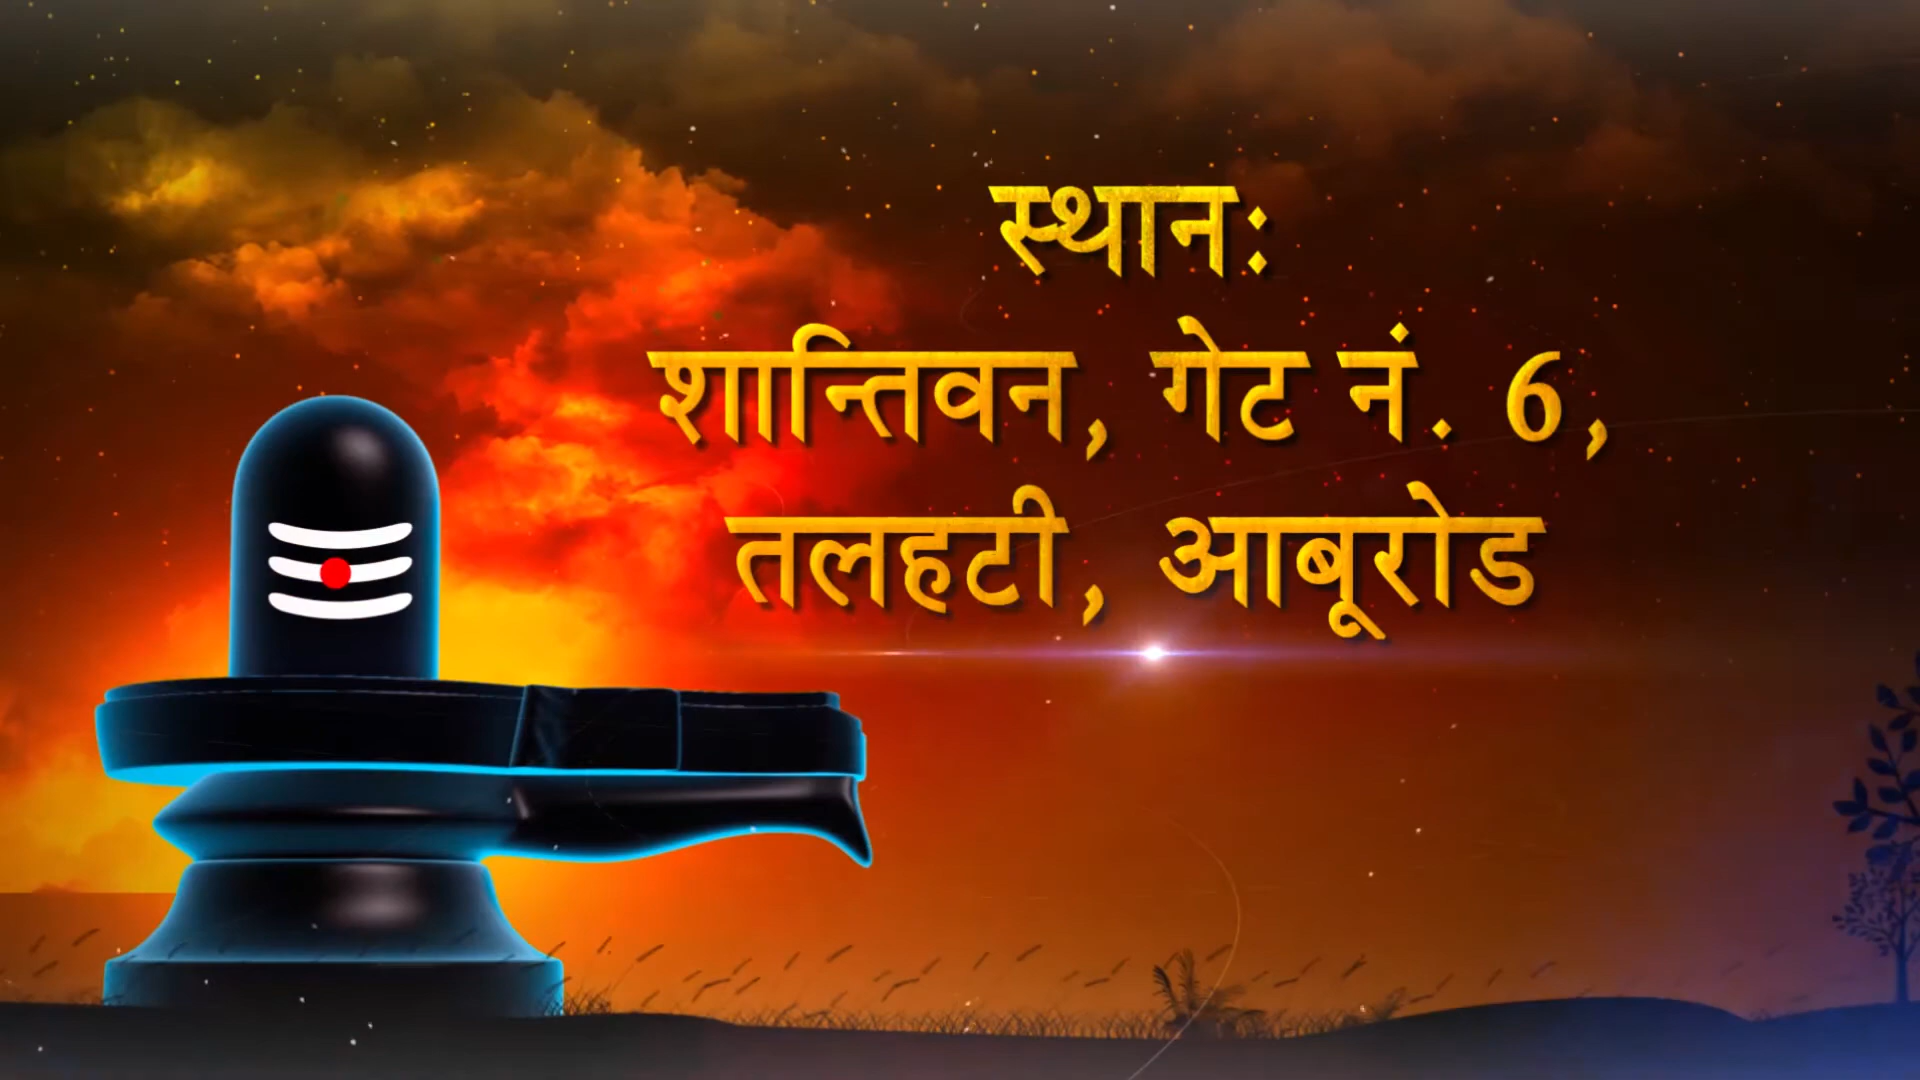 स्थानः
शान्तिवन, गेट नं. 6,
तलहटी, आबूरोड